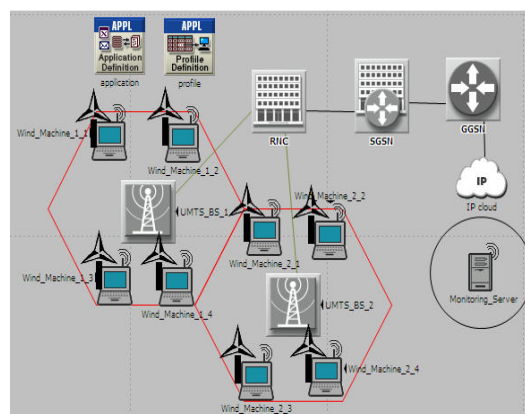 APPL
Application
Definition
application
APPL
Profile
Definition
profile
Wind_Machine_1_1
Wind_Machine_1_2
RNC
SGSN
GGSN
IP
IP cloud
UMTS_BS_1
Wind_Machine_2_2
Wind_Machine_2_1
Wind_Machine_1_3
Wind_Machine_1_4
Monitoring_Server
UMTS_BS_2
Wind_Machine_2_4
Wind_Machine_2_3